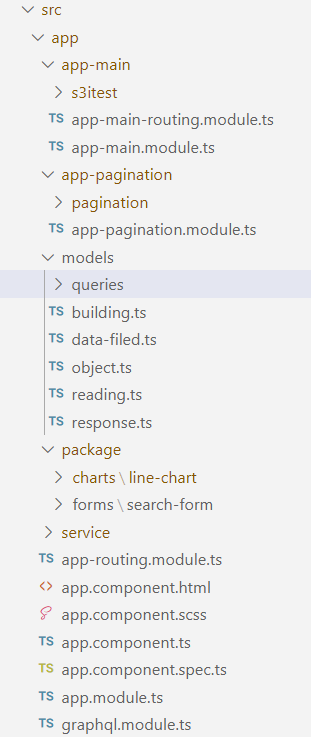 src
app
app-main
s3itest
TS app-main-routing.module.ts
TS app-main.module.ts
app-pagination
pagination
TS app-pagination.module.ts
models
queries
TS building.ts
TS data-filed.ts
TS object.ts
TS reading.ts
TS response.ts
package
charts \ line-chart
forms \ search-form
service
TS app-routing.module.ts
<> app.component.html
app.component.scss
TS app.component.ts
TS app.component.spec.ts
TS app.module.ts
TS graphql.module.ts